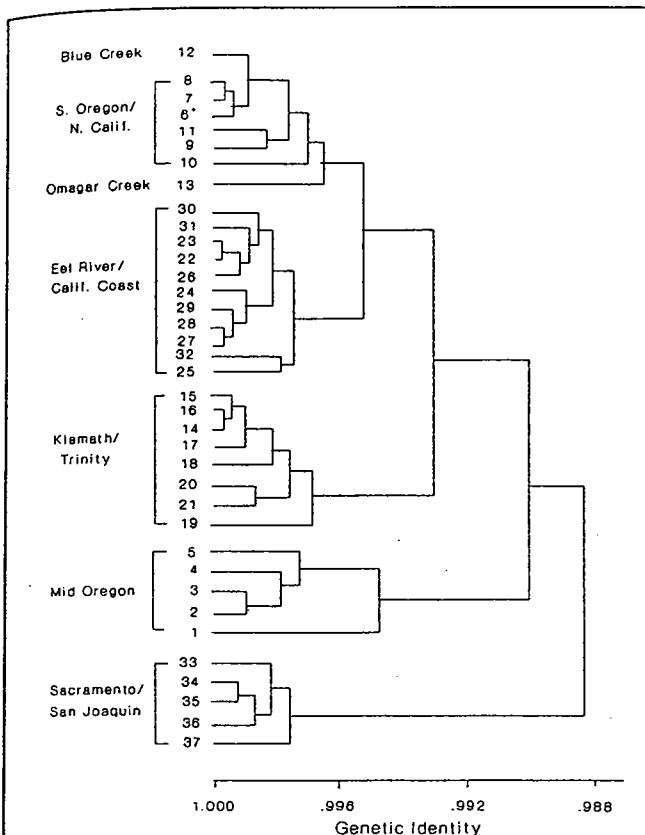 Blue Creek 12
8
7
S. Oregon/
N. Calif.
6*
11
9
10
Omagar Creek 13
30
31
23
22
Eel River/
Calif. Coast
26
24
29
28
27
32
25
15
16
14
Klamath/
Trinity
17
18
20
21
19
5
4
Mid Oregon 3
2
1
33
Sacramento/
San Joaquin
34
35
36
37
1.000 .996 .992 .988
Genetic Identity